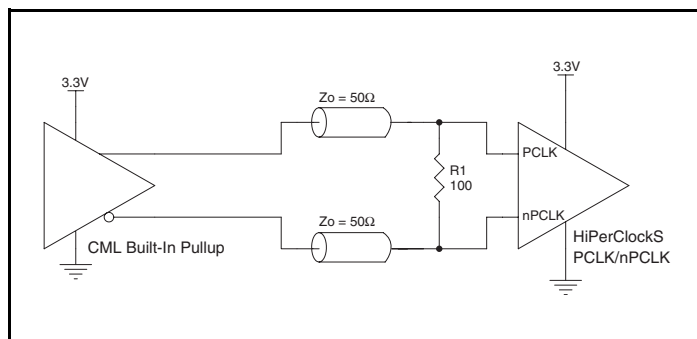 3.3V
3.3V
Zo = 50Ω
PCLK
R1
100
nPCLK
Zo = 50Ω
CML Built-In Pullup
HiPerClockS
PCLK/nPCLK